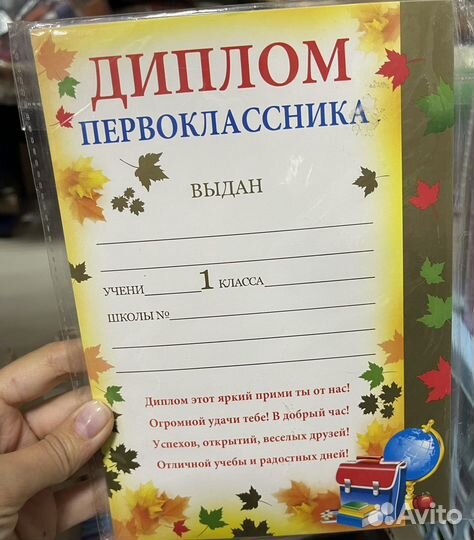 ДИПЛОМ
ПЕРВОКЛАССНИКА
ВЫДАН
УЧЕНИ 1 КЛАССА
ШКОЛЫ №
Диплом этот яркий прими ты от нас!
Огромной удачи тебе! В добрый час!
Успехов, открытий, веселых друзей!
Отличной учебы и радостных дней!
Avito